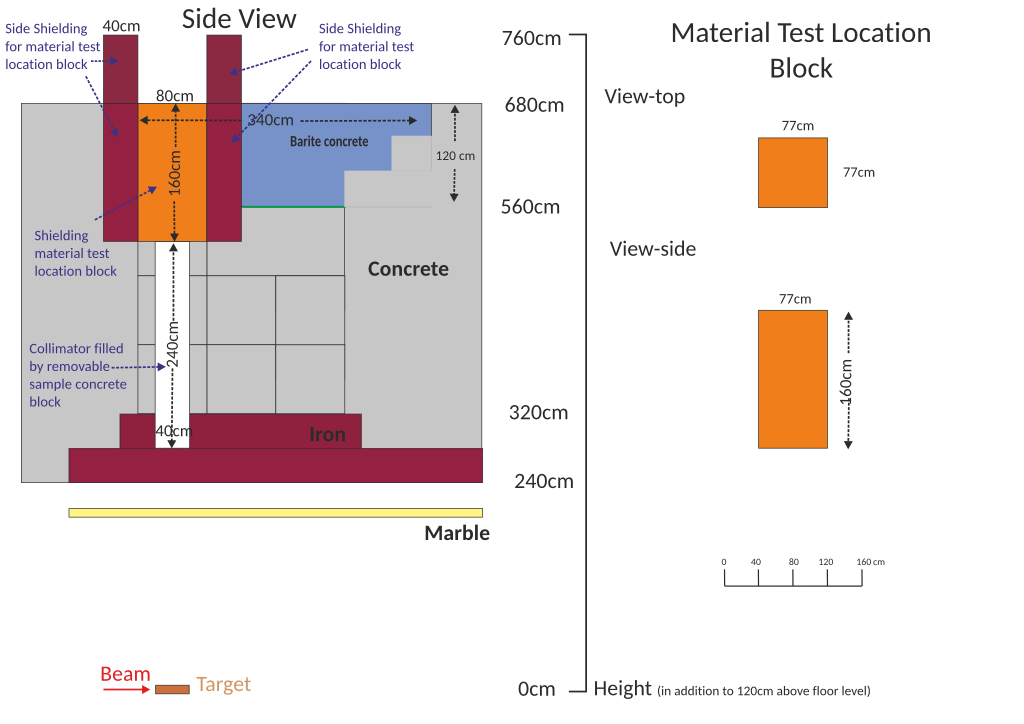 Side View
Side Shielding
for material test
location block
40cm
Side Shielding
for material test
location block
80cm
340cm
Barite concrete
120 cm
160cm
Shielding
material test
location block
Concrete
Collimator filled
by removable
sample concrete
block
240cm
40cm
Iron
Marble
Beam
Target
760cm
680cm
560cm
320cm
240cm
0cm
Height (in addition to 120cm above floor level)
Material Test Location
Block
View-top
77cm
77cm
View-side
77cm
160cm
0 40 80 120 160 cm